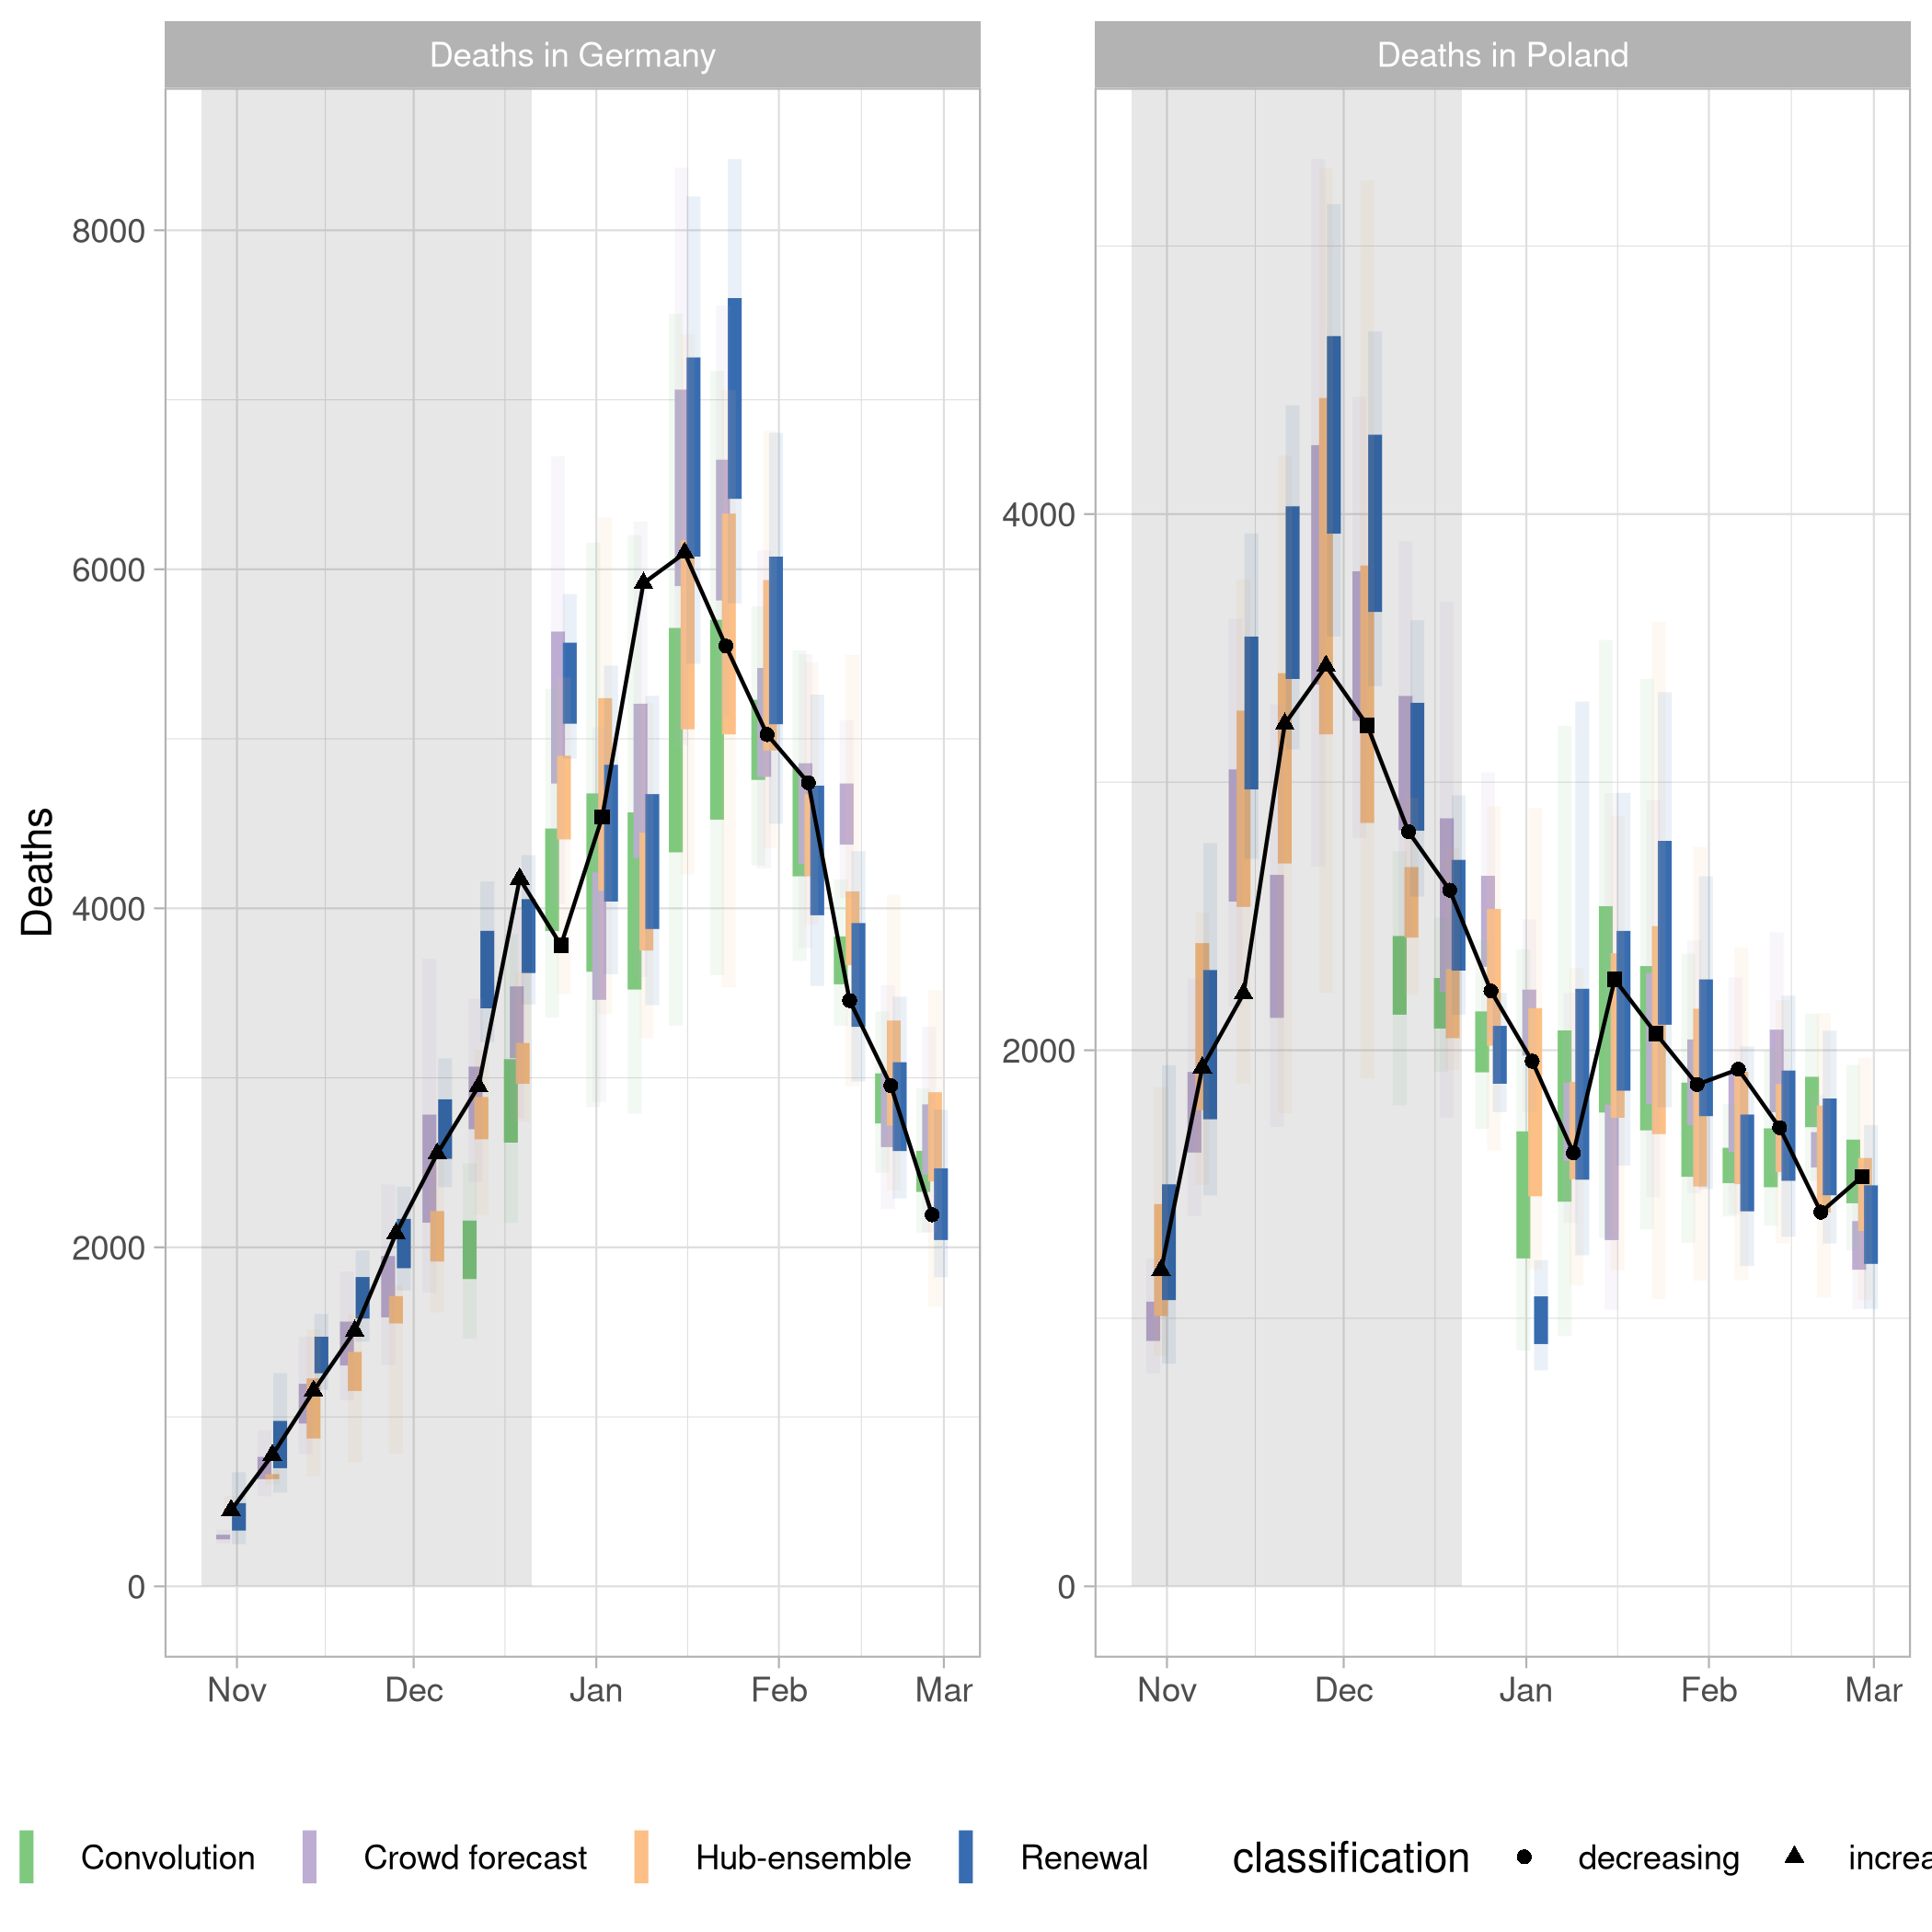 Deaths in Germany
Deaths in Poland
Deaths
8000
6000
4000
2000
0
4000
2000
0
Nov Dec Jan Feb Mar
Nov Dec Jan Feb Mar
Convolution Crowd forecast Hub-ensemble Renewal classification decreasing increa